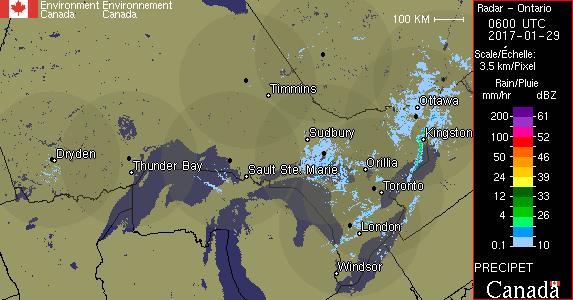 Environment Environnement
Canada Canada
100 KM
Timmins
Ottawa
Sudbury
Kingston
Dryden
Thunder Bay
Sault Ste. Marie
Orillia
Toronto
London
Windsor
Radar - Ontario
0600 UTC
2017-01-29
Scale/Échelle:
3.5 km/Pixel
Rain/Pluie
mm/hr dBZ
200 61
100 52
50 46
24 39
12 33
4 26
0.1 10
PRECIPET
Canada